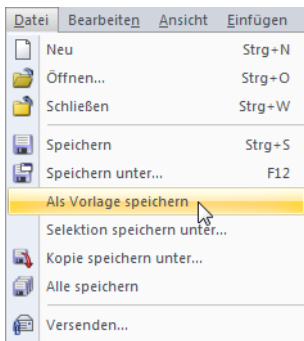 Datei Bearbeiten Ansicht Einfügen
Neu Strg+N
Öffnen... Strg+O
Schließen Strg+W
Speichern Strg+S
Speichern unter... F12
Als Vorlage speichern
Selektion speichern unter...
Kopie speichern unter...
Alle speichern
Versenden...